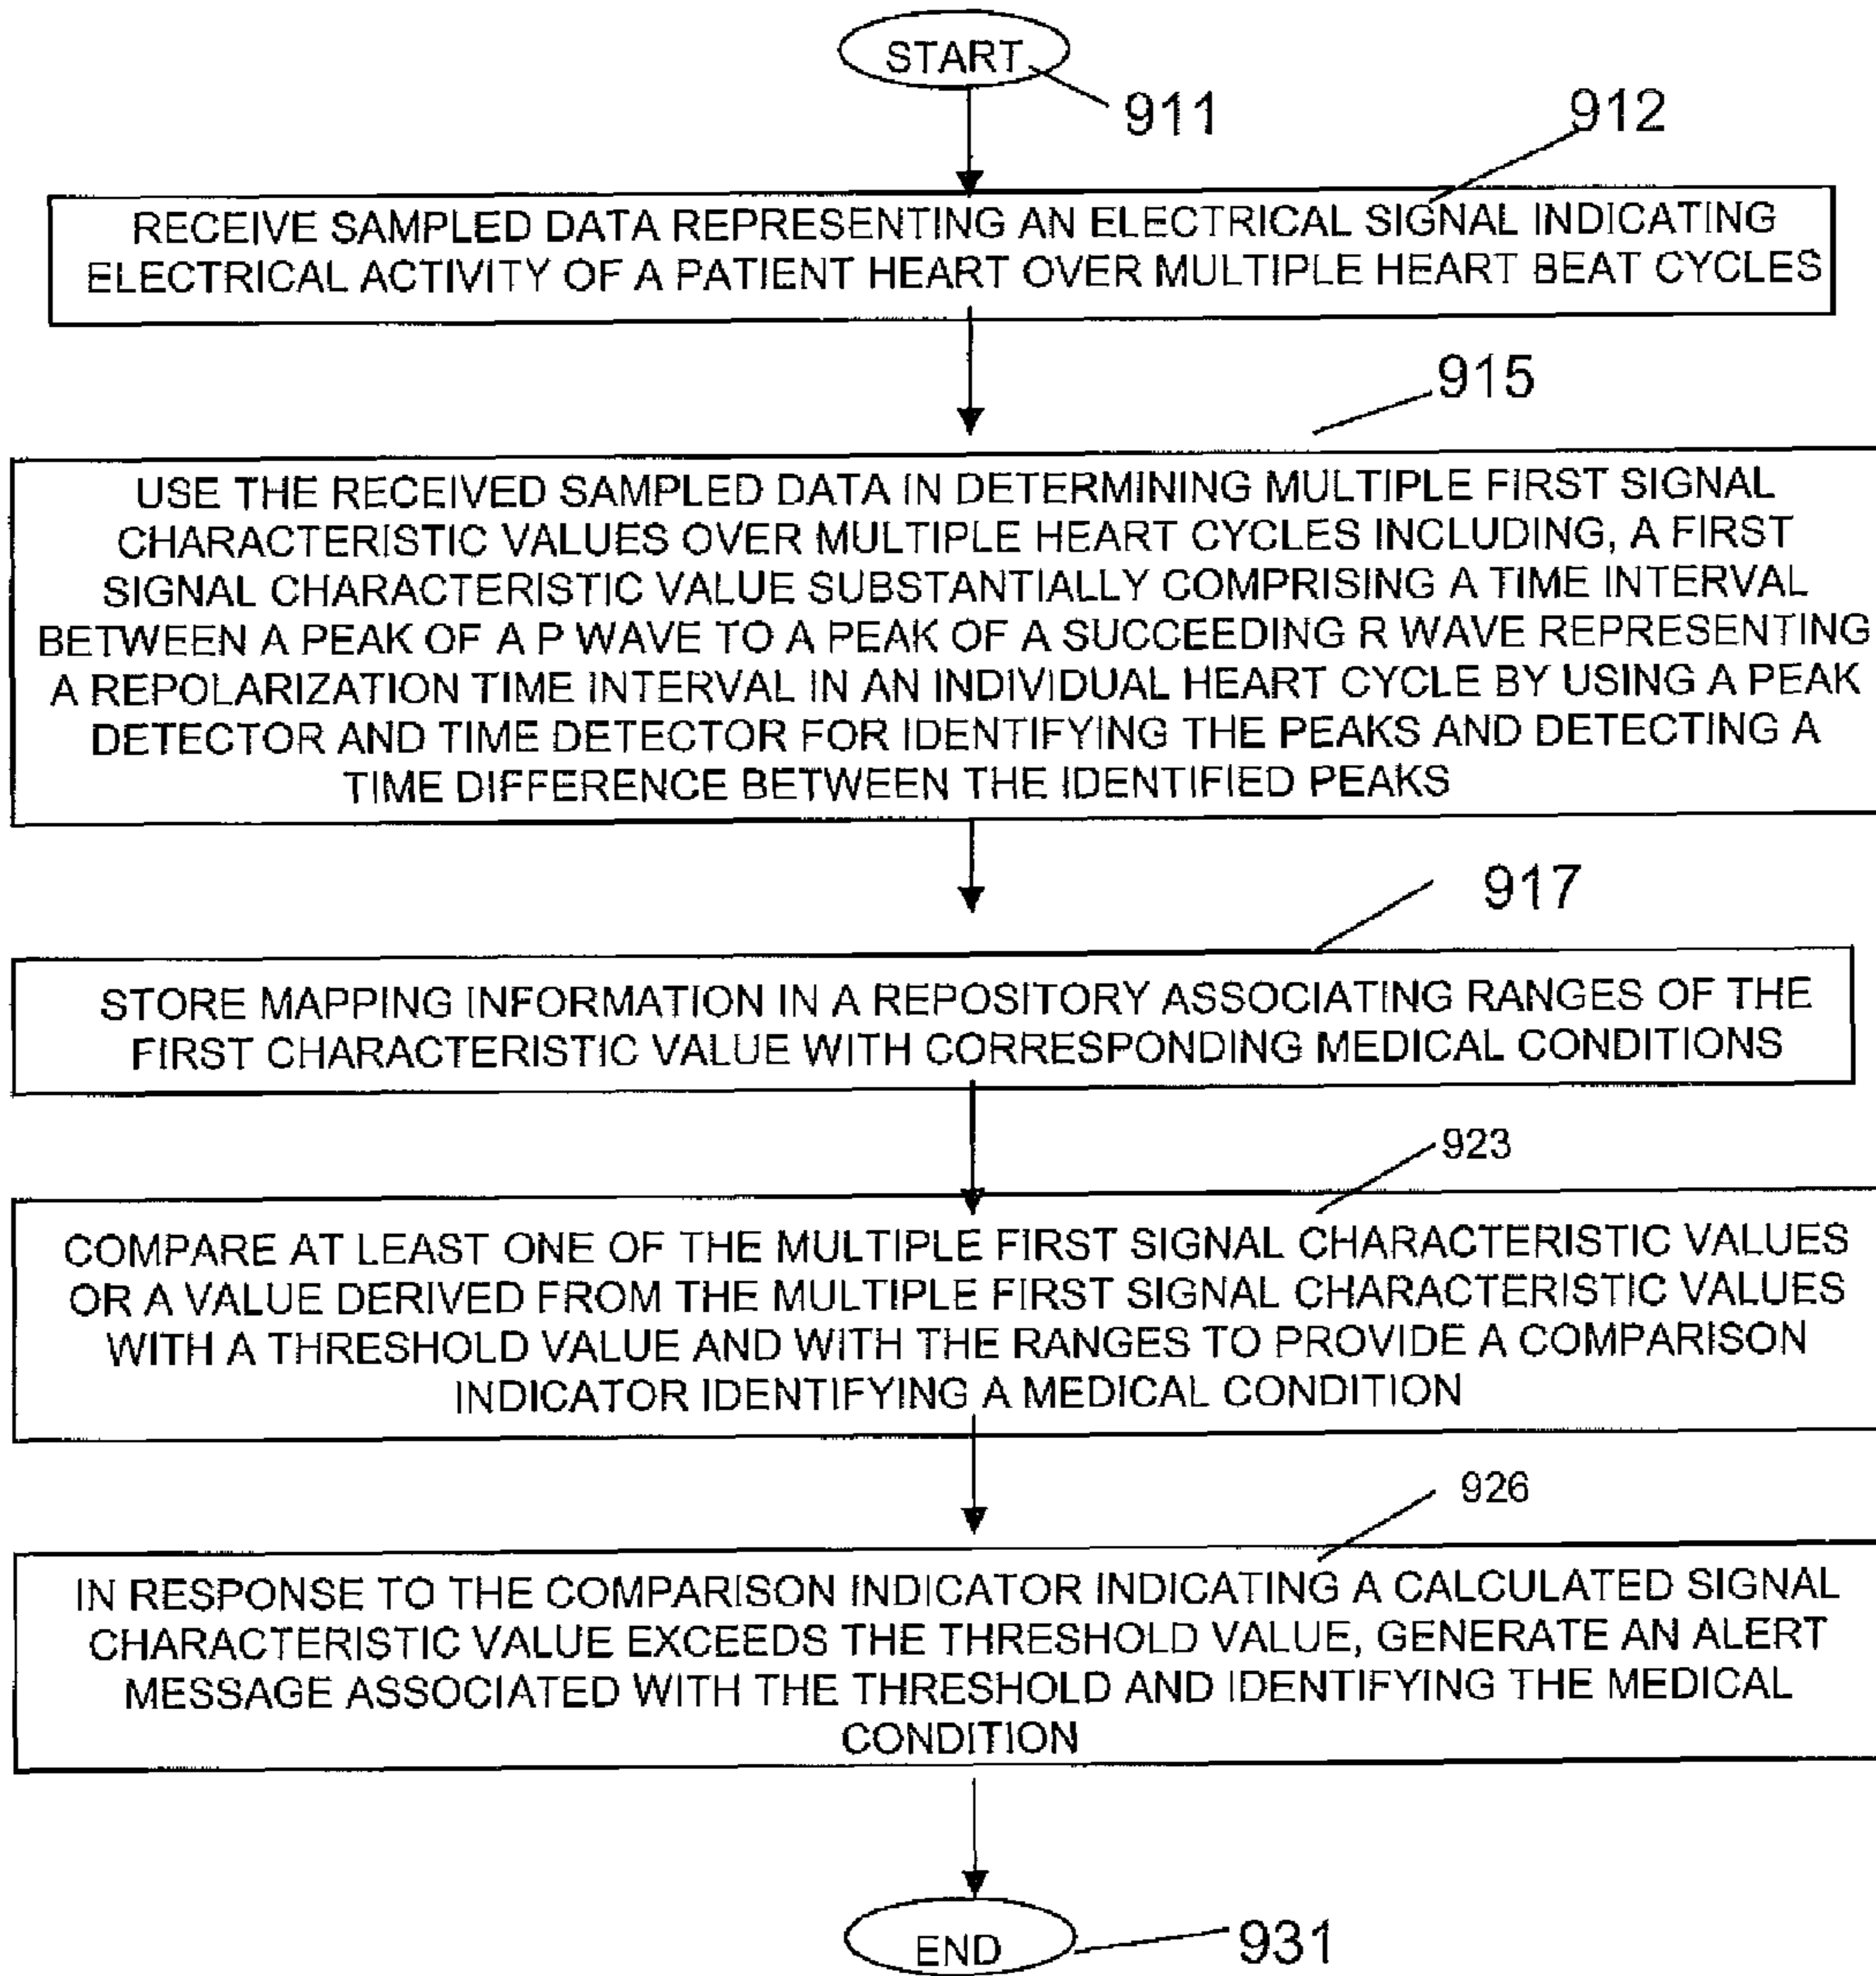 START
911
912
RECEIVE SAMPLED DATA REPRESENTING AN ELECTRICAL SIGNAL INDICATING
ELECTRICAL ACTIVITY OF A PATIENT HEART OVER MULTIPLE HEART BEAT CYCLES
915
USE THE RECEIVED SAMPLED DATA IN DETERMINING MULTIPLE FIRST SIGNAL
CHARACTERISTIC VALUES OVER MULTIPLE HEART CYCLES INCLUDING, A FIRST
SIGNAL CHARACTERISTIC VALUE SUBSTANTIALLY COMPRISING A TIME INTERVAL
BETWEEN A PEAK OF A P WAVE TO A PEAK OF A SUCCEEDING R WAVE REPRESENTING
A REPOLARIZATION TIME INTERVAL IN AN INDIVIDUAL HEART CYCLE BY USING A PEAK
DETECTOR AND TIME DETECTOR FOR IDENTIFYING THE PEAKS AND DETECTING A
TIME DIFFERENCE BETWEEN THE IDENTIFIED PEAKS
917
STORE MAPPING INFORMATION IN A REPOSITORY ASSOCIATING RANGES OF THE
FIRST CHARACTERISTIC VALUE WITH CORRESPONDING MEDICAL CONDITIONS
923
COMPARE AT LEAST ONE OF THE MULTIPLE FIRST SIGNAL CHARACTERISTIC VALUES
OR A VALUE DERIVED FROM THE MULTIPLE FIRST SIGNAL CHARACTERISTIC VALUES
WITH A THRESHOLD VALUE AND WITH THE RANGES TO PROVIDE A COMPARISON
INDICATOR IDENTIFYING A MEDICAL CONDITION
926
IN RESPONSE TO THE COMPARISON INDICATOR INDICATING A CALCULATED SIGNAL
CHARACTERISTIC VALUE EXCEEDS THE THRESHOLD VALUE, GENERATE AN ALERT
MESSAGE ASSOCIATED WITH THE THRESHOLD AND IDENTIFYING THE MEDICAL
CONDITION
END
931